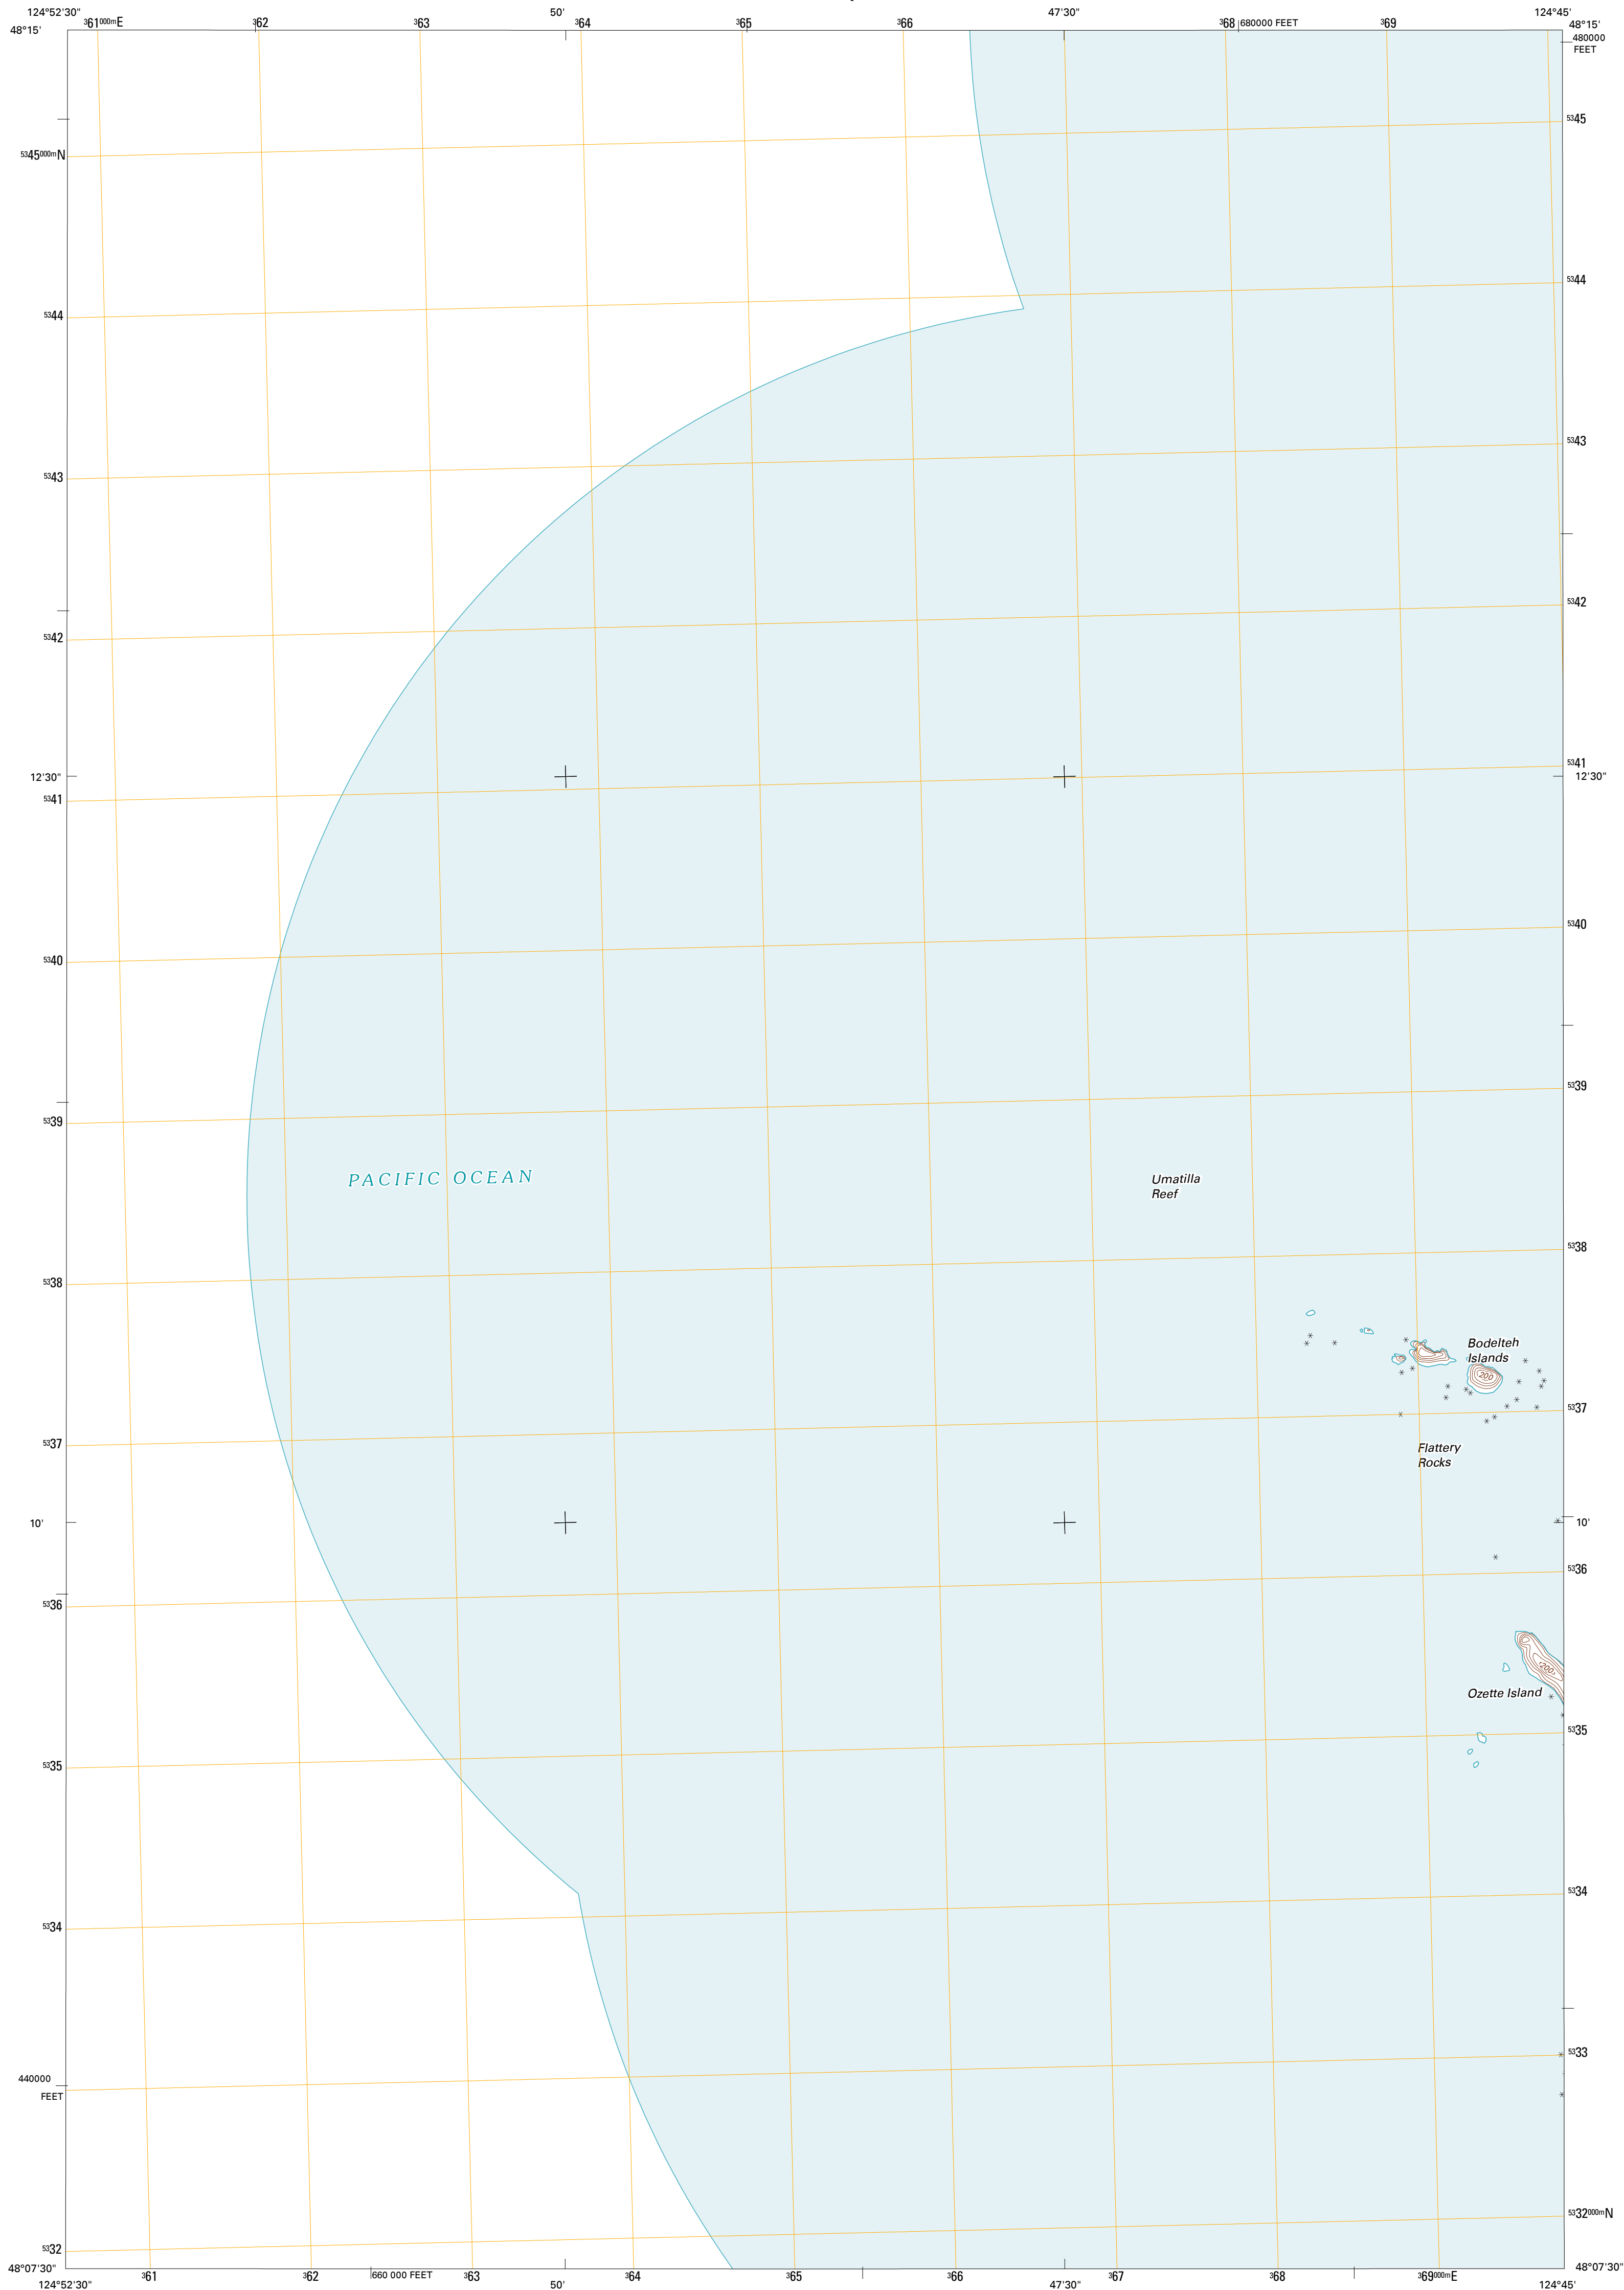 124°52'30" 361000mE 362 50' 364 363 365 366 47'30" 368 680000 FEET 369 124°45'
48°15' 48°15'
480000
FEET
5345
5345000mN
5344
5344
5343
5343
5342
5342
5341
12'30" 12'30"
5341
5340
5340
5339
5339
PACIFIC OCEAN
Umatilla
Reef
5338
5338
Bodelteh
Islands
200
5337
5337
Flattery
Rocks
10' 10'
5336
5336
200
Ozette Island
5335
5335
5334
5334
5333
440000
FEET
5332000mN
5332
48°07'30" 48°07'30"
361 362 660 000 FEET 363 364 365 366 367 368 369000mE
124°52'30" 50' 47'30" 124°45'